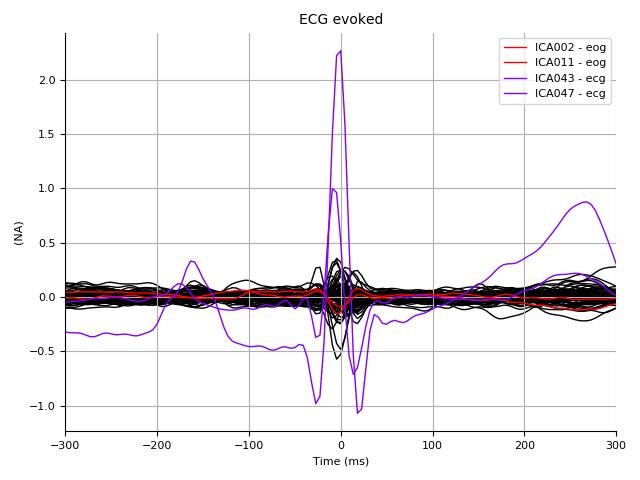 ECG evoked
ICA002 - eog
ICA011 - eog
ICA043 - ecg
ICA047 - ecg
(NA)
2.0
1.5
1.0
0.5
0.0
−0.5
−1.0
−300 −200 −100 0 100 200 300
Time (ms)